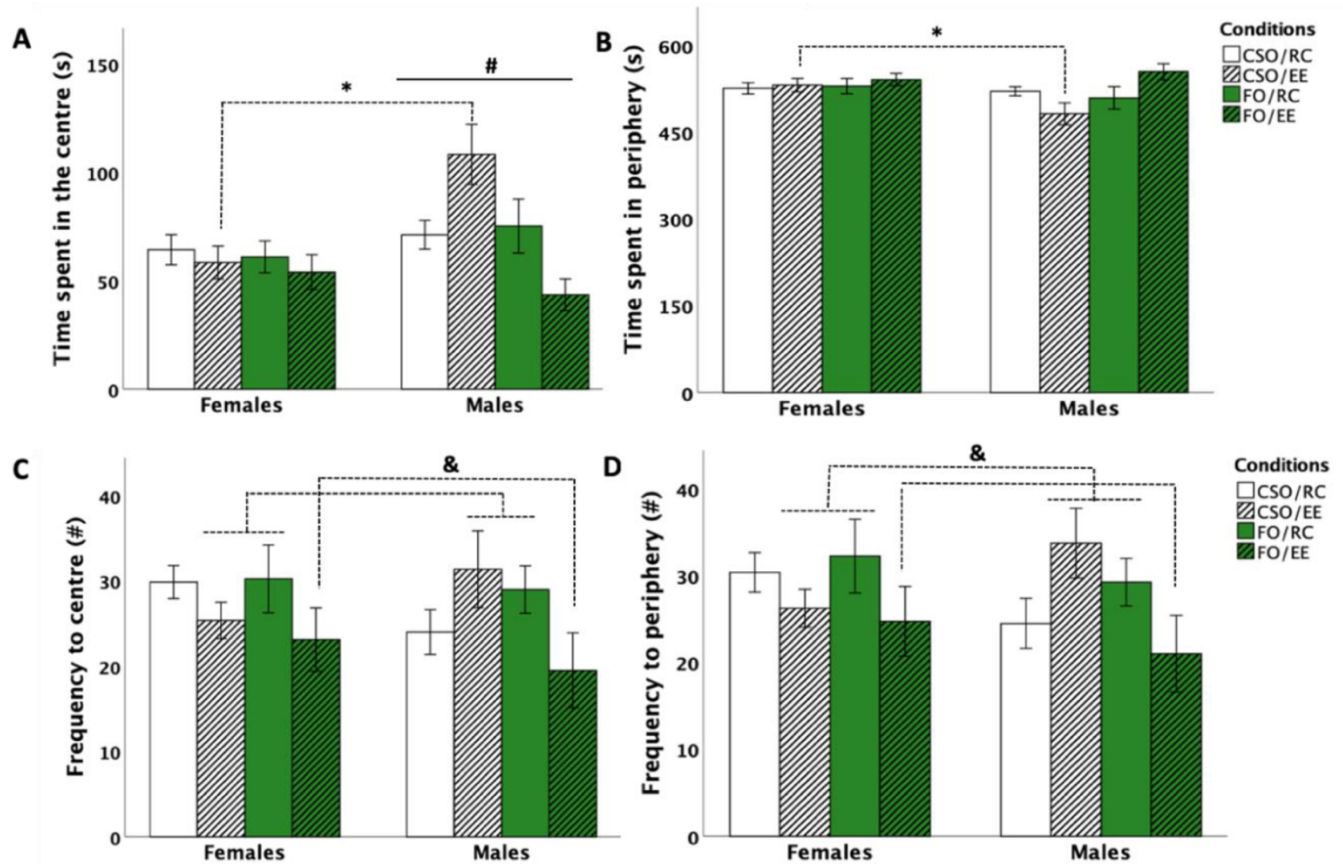 A
Time spent in the centre (s)
150
100
50
0
*
#
Females
Males
B
Time spent in periphery (s)
600
450
300
150
0
*
Females
Males
Conditions
CSO/RC
CSO/EE
FO/RC
FO/EE
C
Frequency to centre (#)
40
30
20
10
0
&
Females
Males
D
Frequency to periphery (#)
40
30
20
10
0
&
Females
Males
Conditions
CSO/RC
CSO/EE
FO/RC
FO/EE